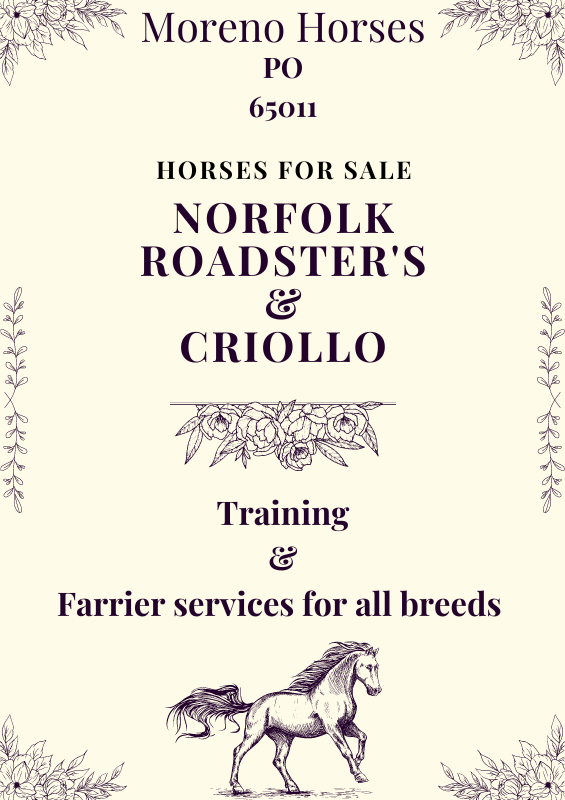 Moreno Horses
PO
65011
HORSES FOR SALE
NORFOLK
ROADSTER'S
&
CRIOLLO
Training
&
Farrier services for all breeds